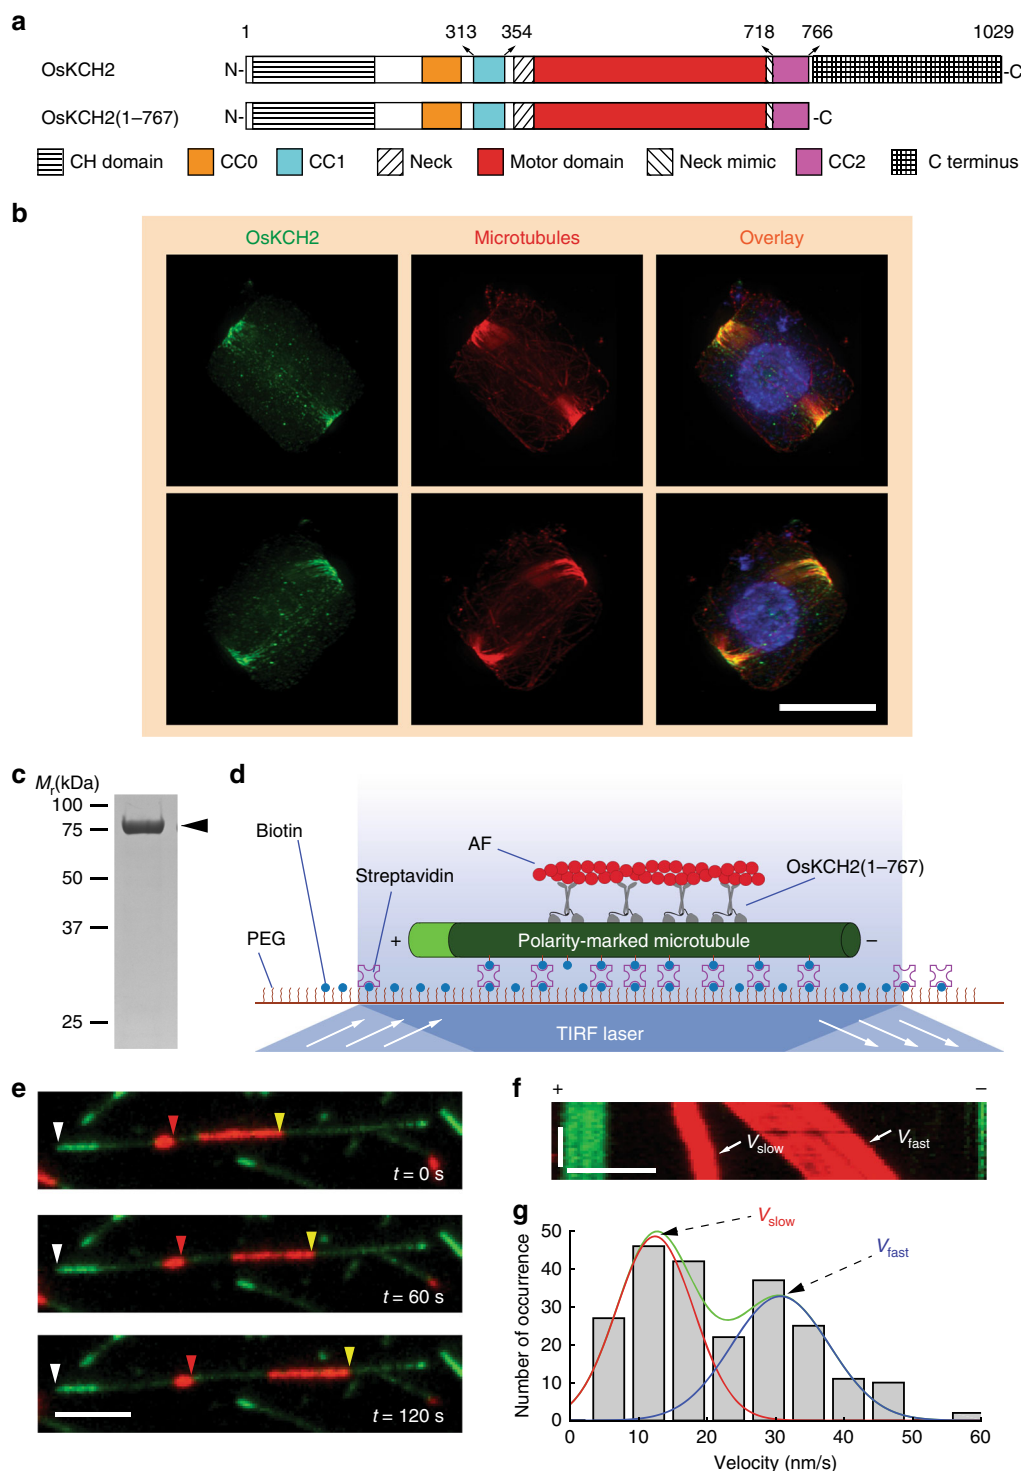 a
1 313 354 718 766 1029
OsKCH2 N- -C
OsKCH2(1–767) N- -C
CH domain CC0 CC1 Neck Motor domain Neck mimic CC2 C terminus
b
OsKCH2 Microtubules Overlay
c
Mr(kDa)
100
75
50
37
25
d
Biotin
AF
Streptavidin
OsKCH2(1–767)
PEG
+ Polarity-marked microtubule –
TIRF laser
e
t = 0 s
t = 60 s
t = 120 s
f
+ –
Vslow
Vfast
g
Vslow
Vfast
Number of occurrence
50
40
30
20
10
0
0 10 20 30 40 50 60
Velocity (nm/s)